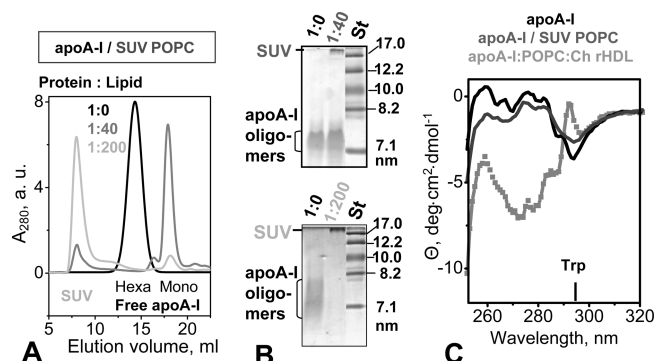 apoA-I / SUV POPC
Protein : Lipid
8
1:0
1:40
1:200
4
0
A280, a. u.
SUV
Hexa Mono
Free apoA-I
5 10 15 20
Elution volume, ml
A
1:0
1:40
St
SUV
17.0
12.2
10.0
8.2
apoA-I
oligo-
mers
7.1
nm
1:0
1:200
St
SUV
17.0
12.2
10.0
8.2
apoA-I
oligo-
mers
7.1
nm
B
apoA-I
apoA-I / SUV POPC
apoA-I:POPC:Ch rHDL
0
-5
-10
Θ, deg·cm2·dmol-1
Trp
260 280 300 320
Wavelength, nm
C